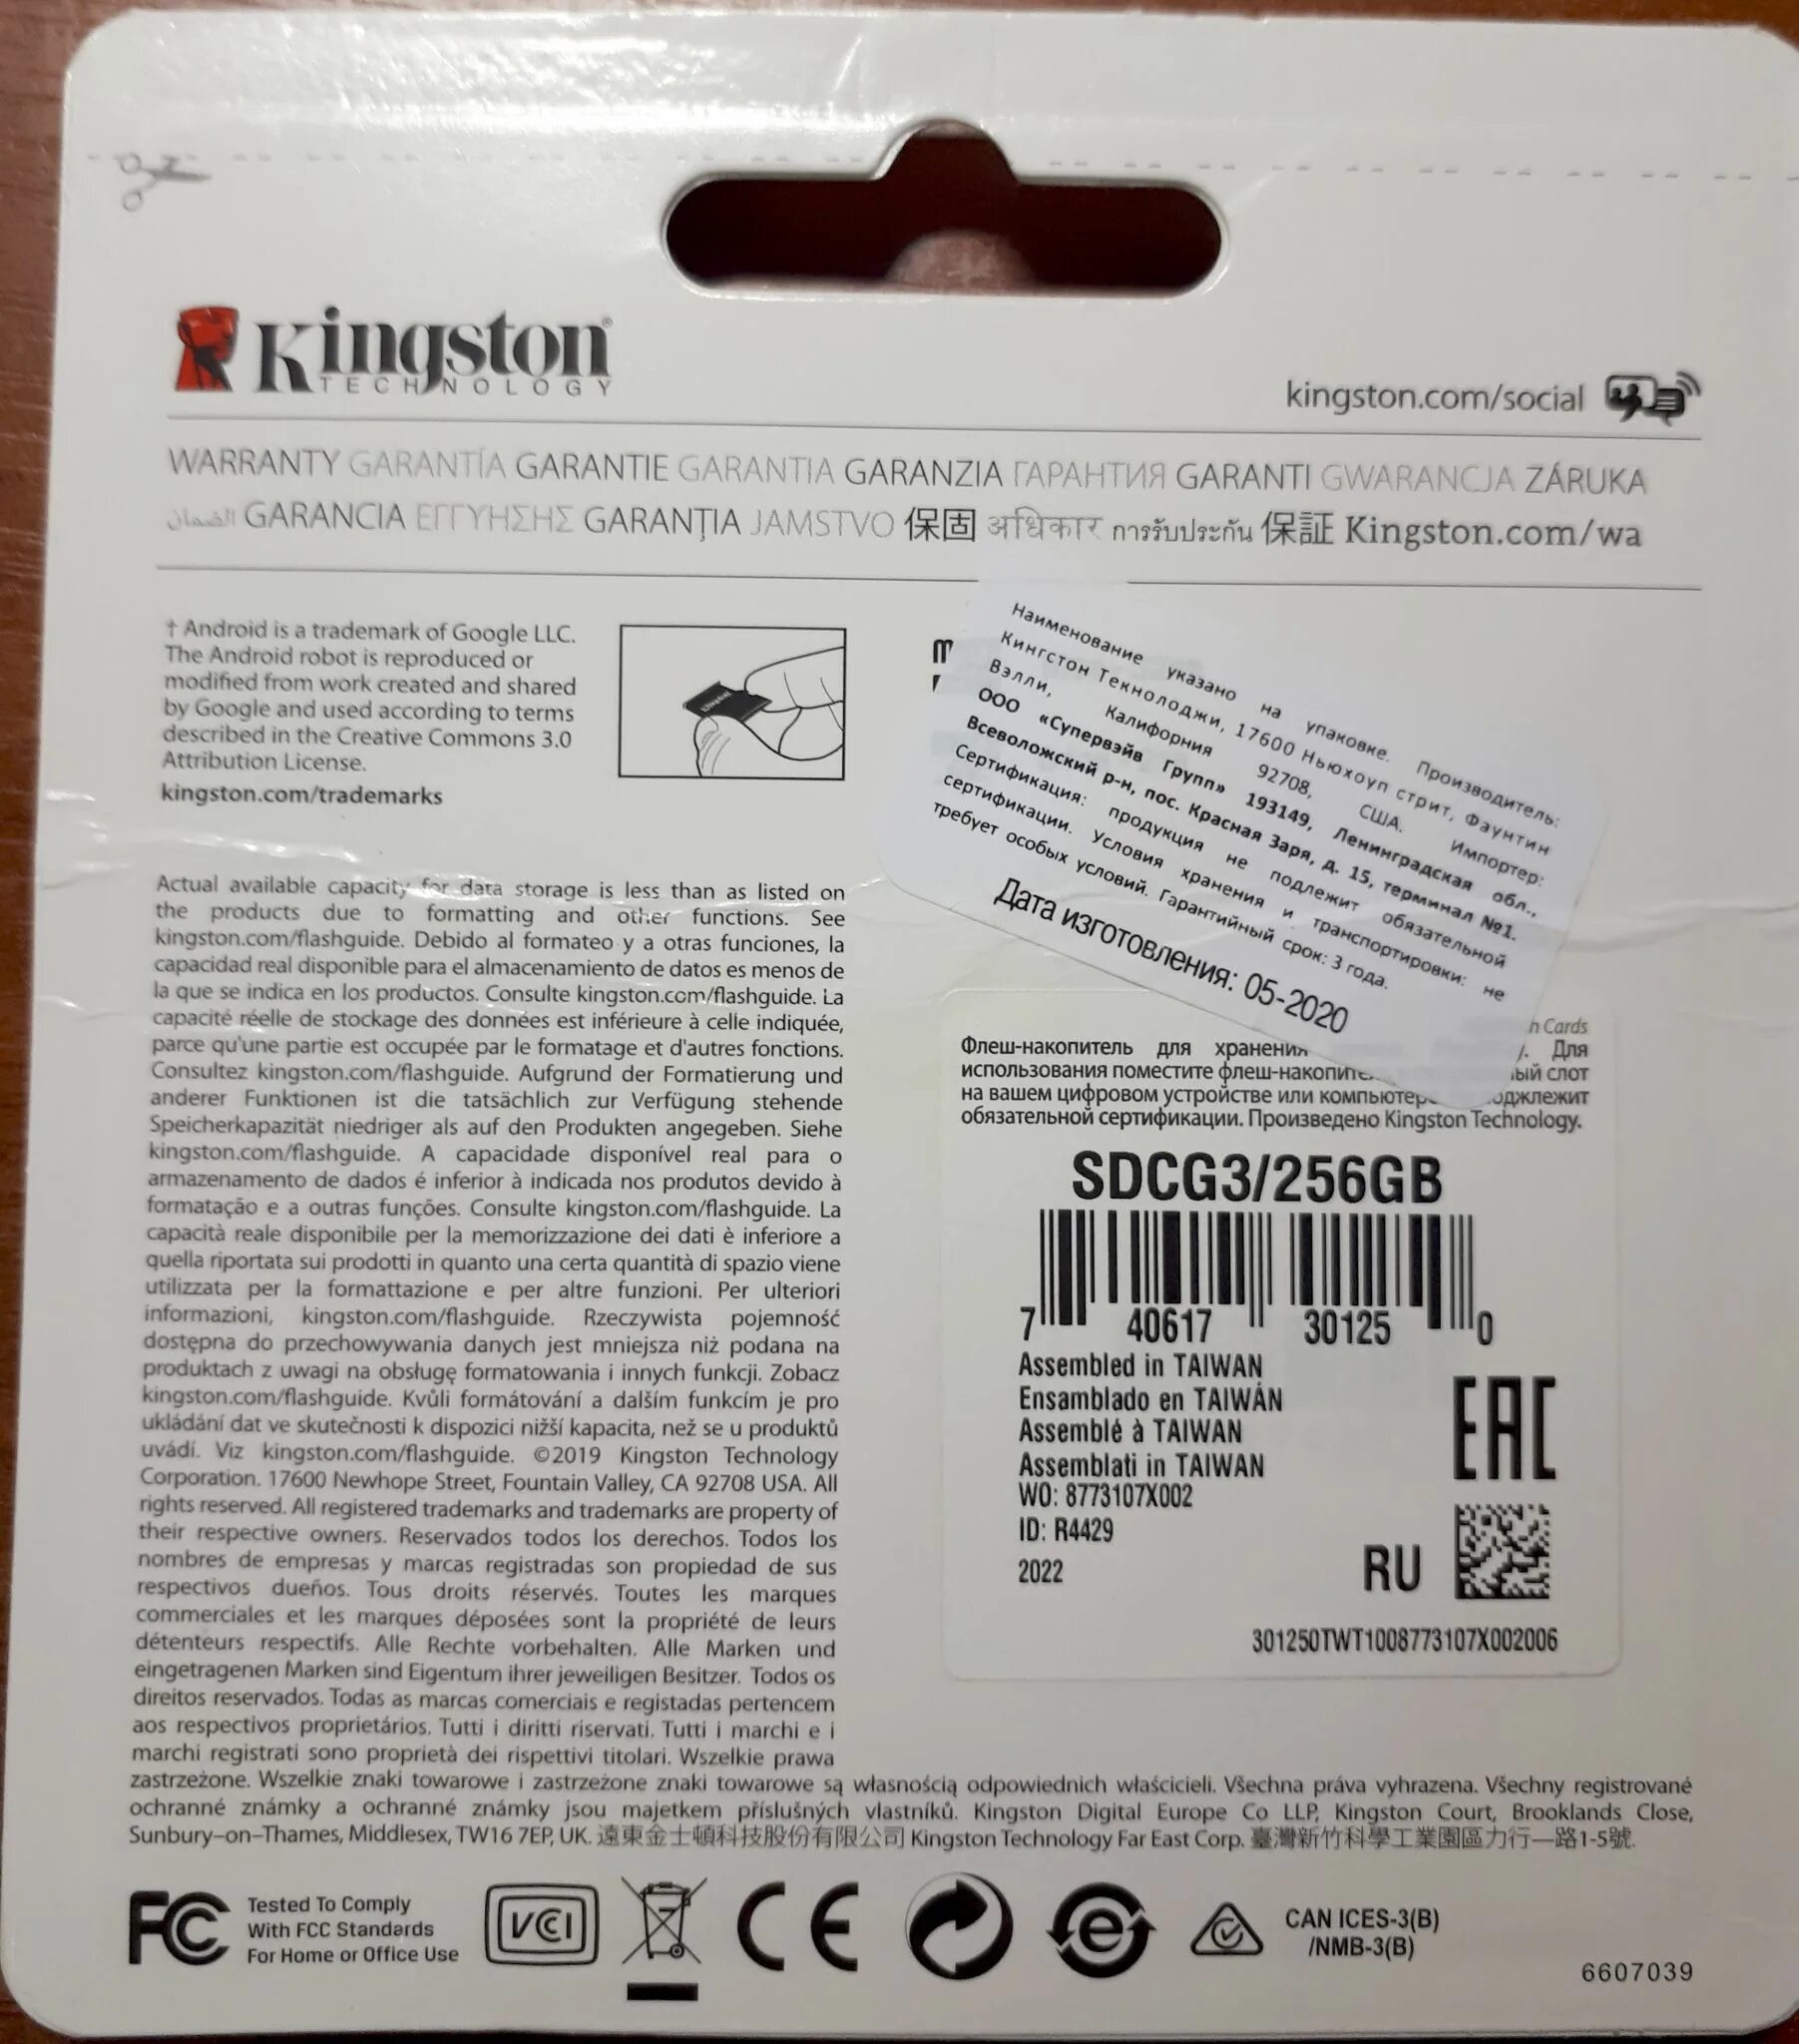 Kingston®
TECHNOLOGY
kingston.com/social
WARRANTY GARANTÍA GARANTIE GARANTIA GARANZIA ГАРАНТИЯ GARANTI GWARANCJA ZÁRUKA
الضمان GARANCIA ΕΓΓΥΗΣΗΣ GARANȚIA JAMSTVO 保固 अधिकार การรับประกัน 保証 Kingston.com/wa
† Android is a trademark of Google LLC.
The Android robot is reproduced or
modified from work created and shared
by Google and used according to terms
described in the Creative Commons 3.0
Attribution License.
kingston.com/trademarks
Наименование указано на упаковке. Производитель:
Кингстон Текнолоджи, 17600 Ньюхоуп стрит, Фаунтин
Вэлли, Калифорния 92708, США. Импортер:
ООО «Супервэйв Групп» 193149, Ленинградская обл.,
Всеволожский р-н, пос. Красная Заря, д. 15, терминал №1.
Сертификация: продукция не подлежит обязательной
сертификации. Условия хранения и транспортировки: не
требует особых условий. Гарантийный срок: 3 года.
Дата изготовления: 05-2020
Actual available capacity for data storage is less than as listed on
the products due to formatting and other functions. See
kingston.com/flashguide. Debido al formateo y a otras funciones, la
capacidad real disponible para el almacenamiento de datos es menos de
la que se indica en los productos. Consulte kingston.com/flashguide. La
capacité réelle de stockage des données est inférieure à celle indiquée,
parce qu'une partie est occupée par le formatage et d'autres fonctions.
Consultez kingston.com/flashguide. Aufgrund der Formatierung und
anderer Funktionen ist die tatsächlich zur Verfügung stehende
Speicherkapazität niedriger als auf den Produkten angegeben. Siehe
kingston.com/flashguide. A capacidade disponível real para o
armazenamento de dados é inferior à indicada nos produtos devido à
formatação e a outras funções. Consulte kingston.com/flashguide. La
capacità reale disponibile per la memorizzazione dei dati è inferiore a
quella riportata sui prodotti in quanto una certa quantità di spazio viene
utilizzata per la formattazione e per altre funzioni. Per ulteriori
informazioni, kingston.com/flashguide. Rzeczywista pojemność
dostępna do przechowywania danych jest mniejsza niż podana na
produktach z uwagi na obsługę formatowania i innych funkcji. Zobacz
kingston.com/flashguide. Kvůli formátování a dalším funkcím je pro
ukládání dat ve skutečnosti k dispozici nižší kapacita, než se u produktů
uvádí. Viz kingston.com/flashguide. ©2019 Kingston Technology
Corporation. 17600 Newhope Street, Fountain Valley, CA 92708 USA. All
rights reserved. All registered trademarks and trademarks are property of
their respective owners. Reservados todos los derechos. Todos los
nombres de empresas y marcas registradas son propiedad de sus
respectivos dueños. Tous droits réservés. Toutes les marques
commerciales et les marques déposées sont la propriété de leurs
détenteurs respectifs. Alle Rechte vorbehalten. Alle Marken und
eingetragenen Marken sind Eigentum ihrer jeweiligen Besitzer. Todos os
direitos reservados. Todas as marcas comerciais e registadas pertencem
aos respectivos proprietários. Tutti i diritti riservati. Tutti i marchi e i
marchi registrati sono proprietà dei rispettivi titolari. Wszelkie prawa
zastrzeżone. Wszelkie znaki towarowe i zastrzeżone znaki towarowe są własnością odpowiednich właścicieli. Všechna práva vyhrazena. Všechny registrované
ochranné známky a ochranné známky jsou majetkem příslušných vlastníků. Kingston Digital Europe Co LLP, Kingston Court, Brooklands Close,
Sunbury–on–Thames, Middlesex, TW16 7EP, UK. 遠東金士頓科技股份有限公司 Kingston Technology Far East Corp. 臺灣新竹科學工業園區力行一路1-5號.
Cards
Флеш-накопитель для хранения Для
использования поместите флеш-накопите слот
на вашем цифровом устройстве или компьютер
обязательной сертификации. Произведено Kingston Technology.
SDCG3/256GB
7 40617 30125 0
Assembled in TAIWAN
Ensamblado en TAIWÁN
Assemblé à TAIWAN
Assemblati in TAIWAN
WO: 8773107X002
ID: R4429
2022
EAC
RU
301250TWT1008773107X002006
FC
Tested To Comply
With FCC Standards
For Home or Office Use
VCCI
CE
e
CAN ICES-3(B)
/NMB-3(B)
6607039